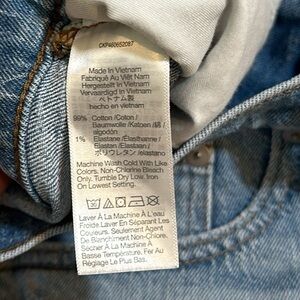 CKP460652087
Made In Vietnam
Fabriqué Au Viêt Nam
Hergestellt in Vietnam
Vervaardigd in Vietnam
ベトナム製
hecho en vietnam
99% Cotton /Coton /
Baumwolle /Katoen /綿 /
algodón
1% Elastane /Elasthanne /
Elastan /Elastaan /
ポリウレタン /elastano
Machine Wash Cold With Like
Colors. Non-Chlorine Bleach
Only. Tumble Dry Low. Iron
On Lowest Setting.
Laver À La Machine À L'eau
Froide Laver En Séparant Les
Couleurs. Seulement Agent
De Blanchiment Non-Chloré.
Sécher À La Machine À
Basse Température. Fer Au
Réglage Le Plus Bas.